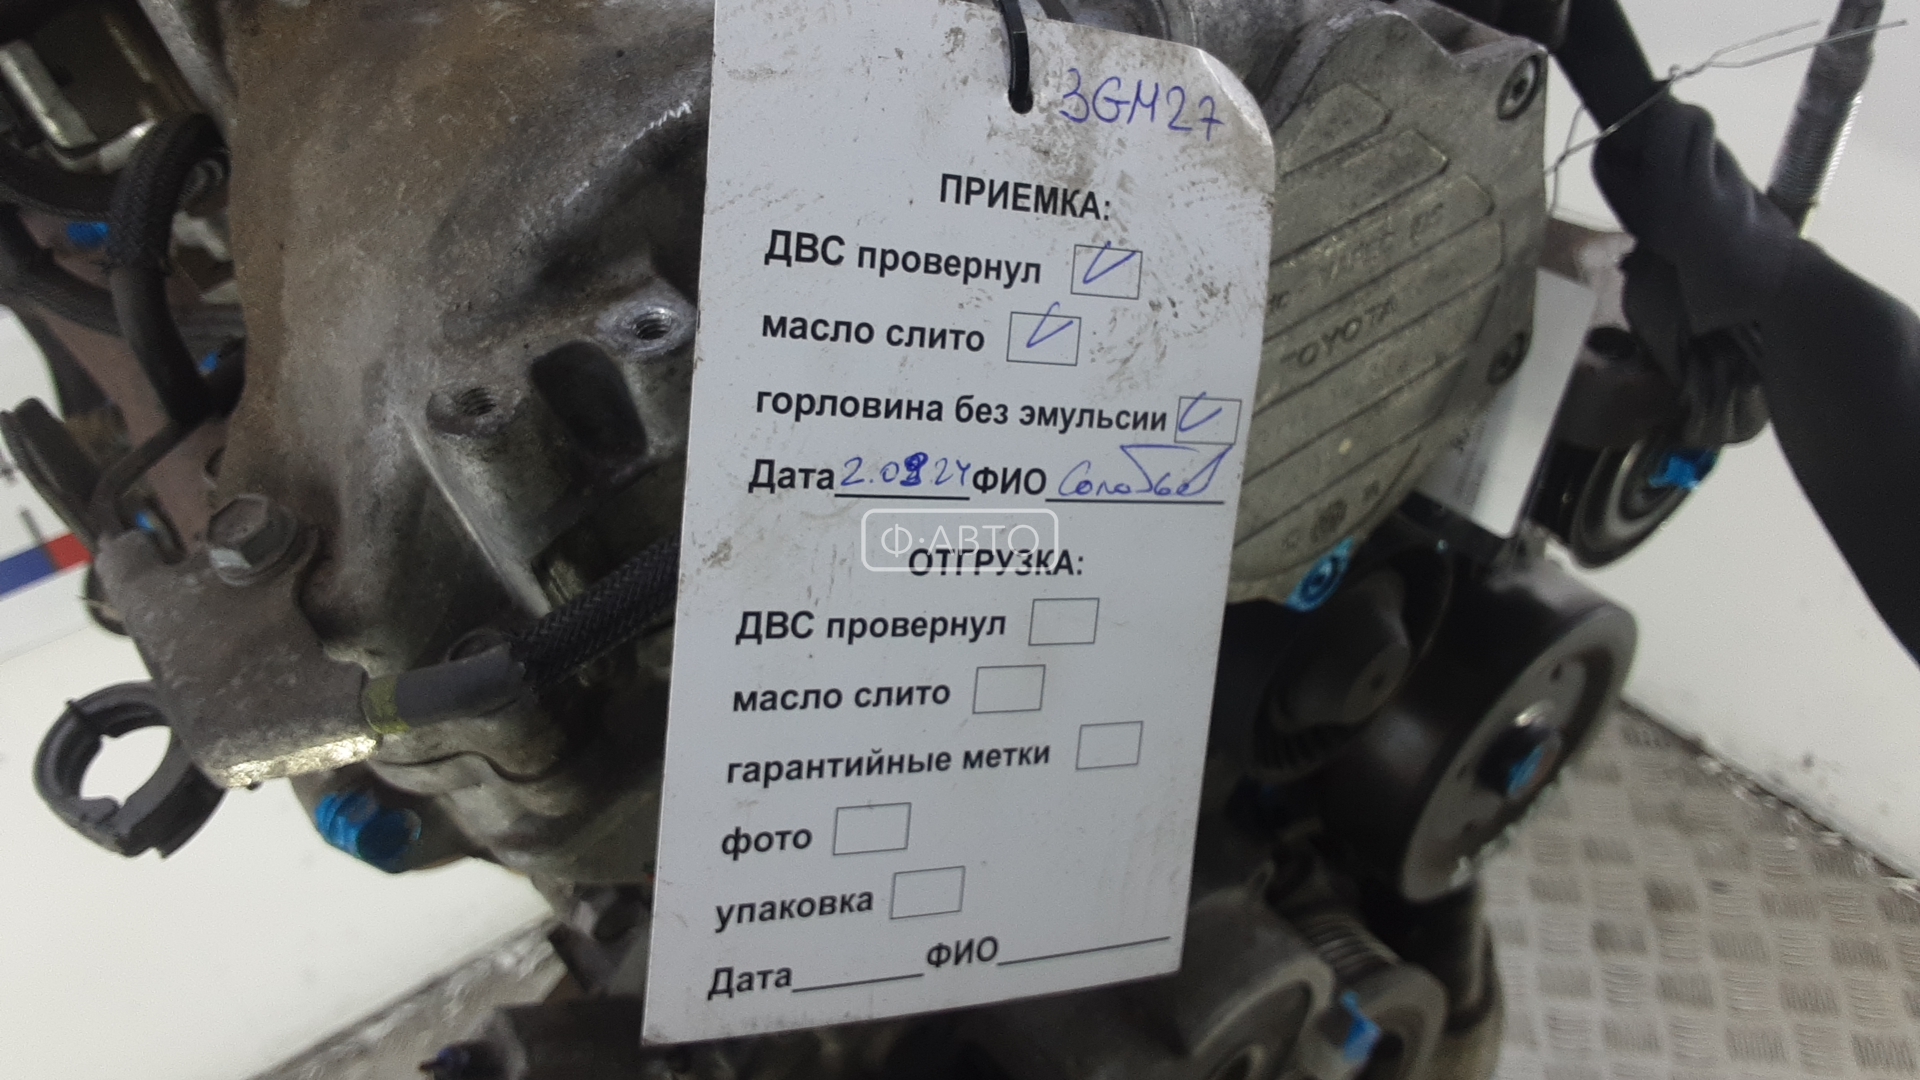 3GM27
ПРИЕМКА:
ДВС провернул
масло слито
горловина без эмульсии
Дата 2.08.24 ФИО
Ф·АВТО
ОТГРУЗКА:
ДВС провернул
масло слито
гарантийные метки
фото
упаковка
Дата ФИО
TOYOTA